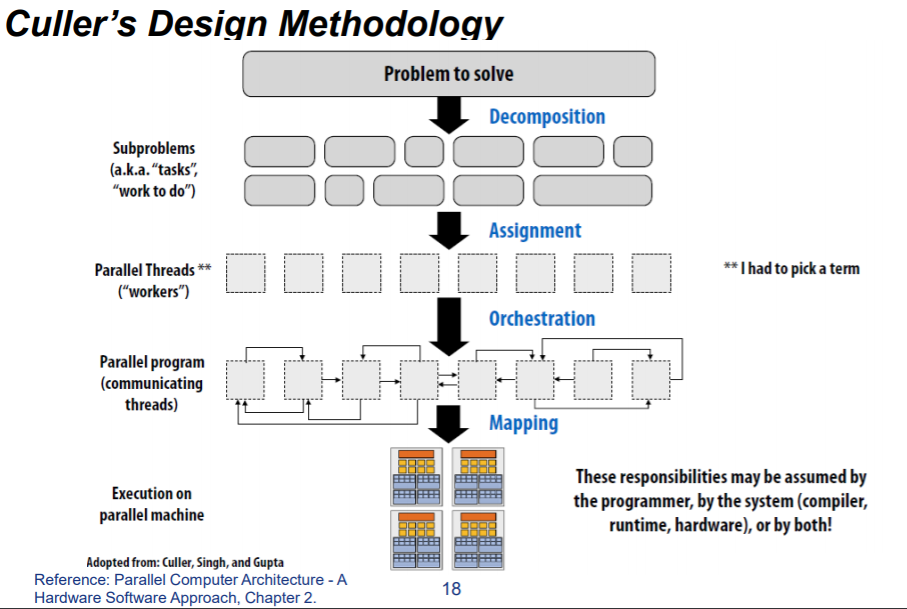 Culler’s Design Methodology
Problem to solve
Decomposition
Subproblems
(a.k.a. “tasks”,
“work to do”)
Assignment
Parallel Threads **
(“workers”)
** I had to pick a term
Orchestration
Parallel program
(communicating
threads)
Mapping
Execution on
parallel machine
These responsibilities may be assumed by
the programmer, by the system (compiler,
runtime, hardware), or by both!
Adopted from: Culler, Singh, and Gupta
Reference: Parallel Computer Architecture - A
Hardware Software Approach, Chapter 2.
18